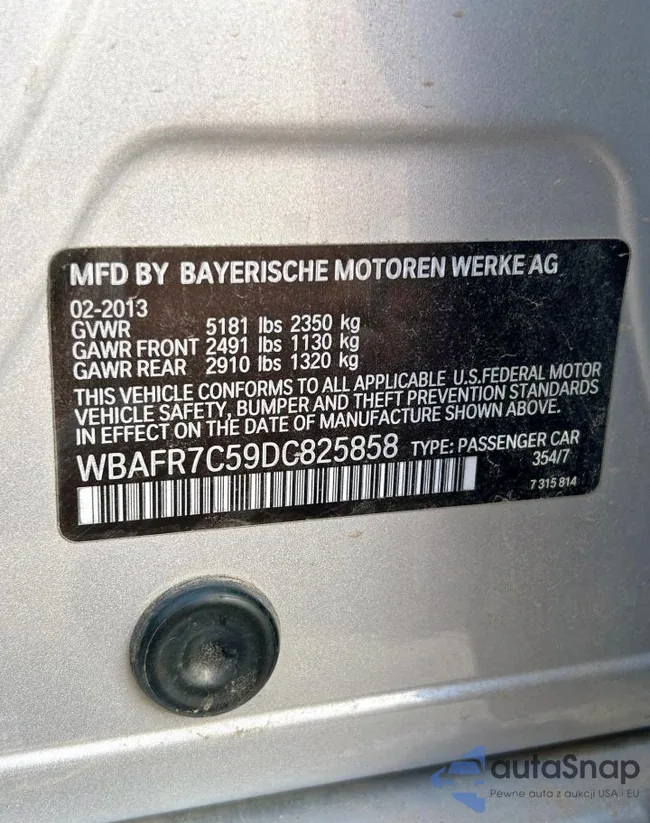 MFD BY BAYERISCHE MOTOREN WERKE AG
02-2013
GVWR 5181 lbs 2350 kg
GAWR FRONT 2491 lbs 1130 kg
GAWR REAR 2910 lbs 1320 kg
THIS VEHICLE CONFORMS TO ALL APPLICABLE U.S.FEDERAL MOTOR
VEHICLE SAFETY, BUMPER AND THEFT PREVENTION STANDARDS
IN EFFECT ON THE DATE OF MANUFACTURE SHOWN ABOVE.
WBAFR7C59DC825858 TYPE: PASSENGER CAR
354/7
7 315 814
autaSnap
Pewne auta z aukcji USA i EU